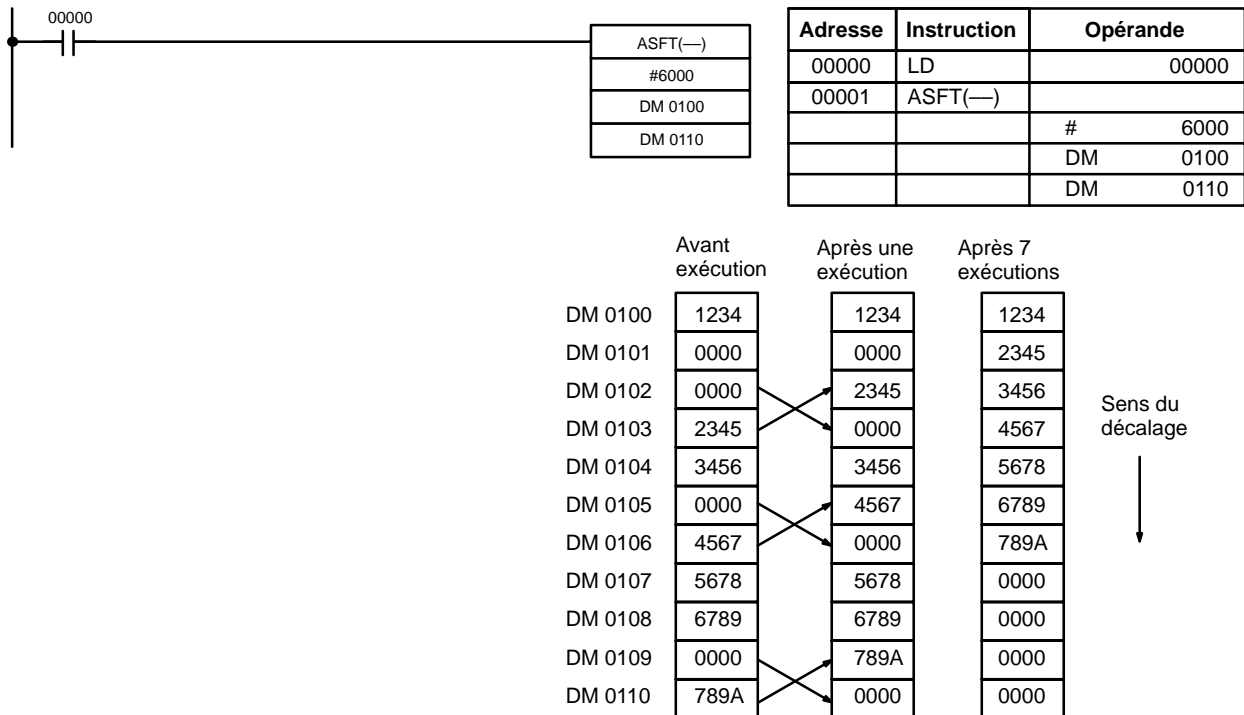 00000
ASFT(––)
#6000
DM 0100
DM 0110
Adresse Instruction Opérande
00000 LD 00000
00001 ASFT(––)
# 6000
DM 0100
DM 0110
Avant exécution
Après une exécution
Après 7 exécutions
DM 0100 1234 1234 1234
DM 0101 0000 0000 2345
DM 0102 0000 2345 3456
DM 0103 2345 0000 4567
DM 0104 3456 3456 5678
DM 0105 0000 4567 6789
DM 0106 4567 0000 789A
DM 0107 5678 5678 0000
DM 0108 6789 6789 0000
DM 0109 0000 789A 0000
DM 0110 789A 0000 0000
Sens du
décalage